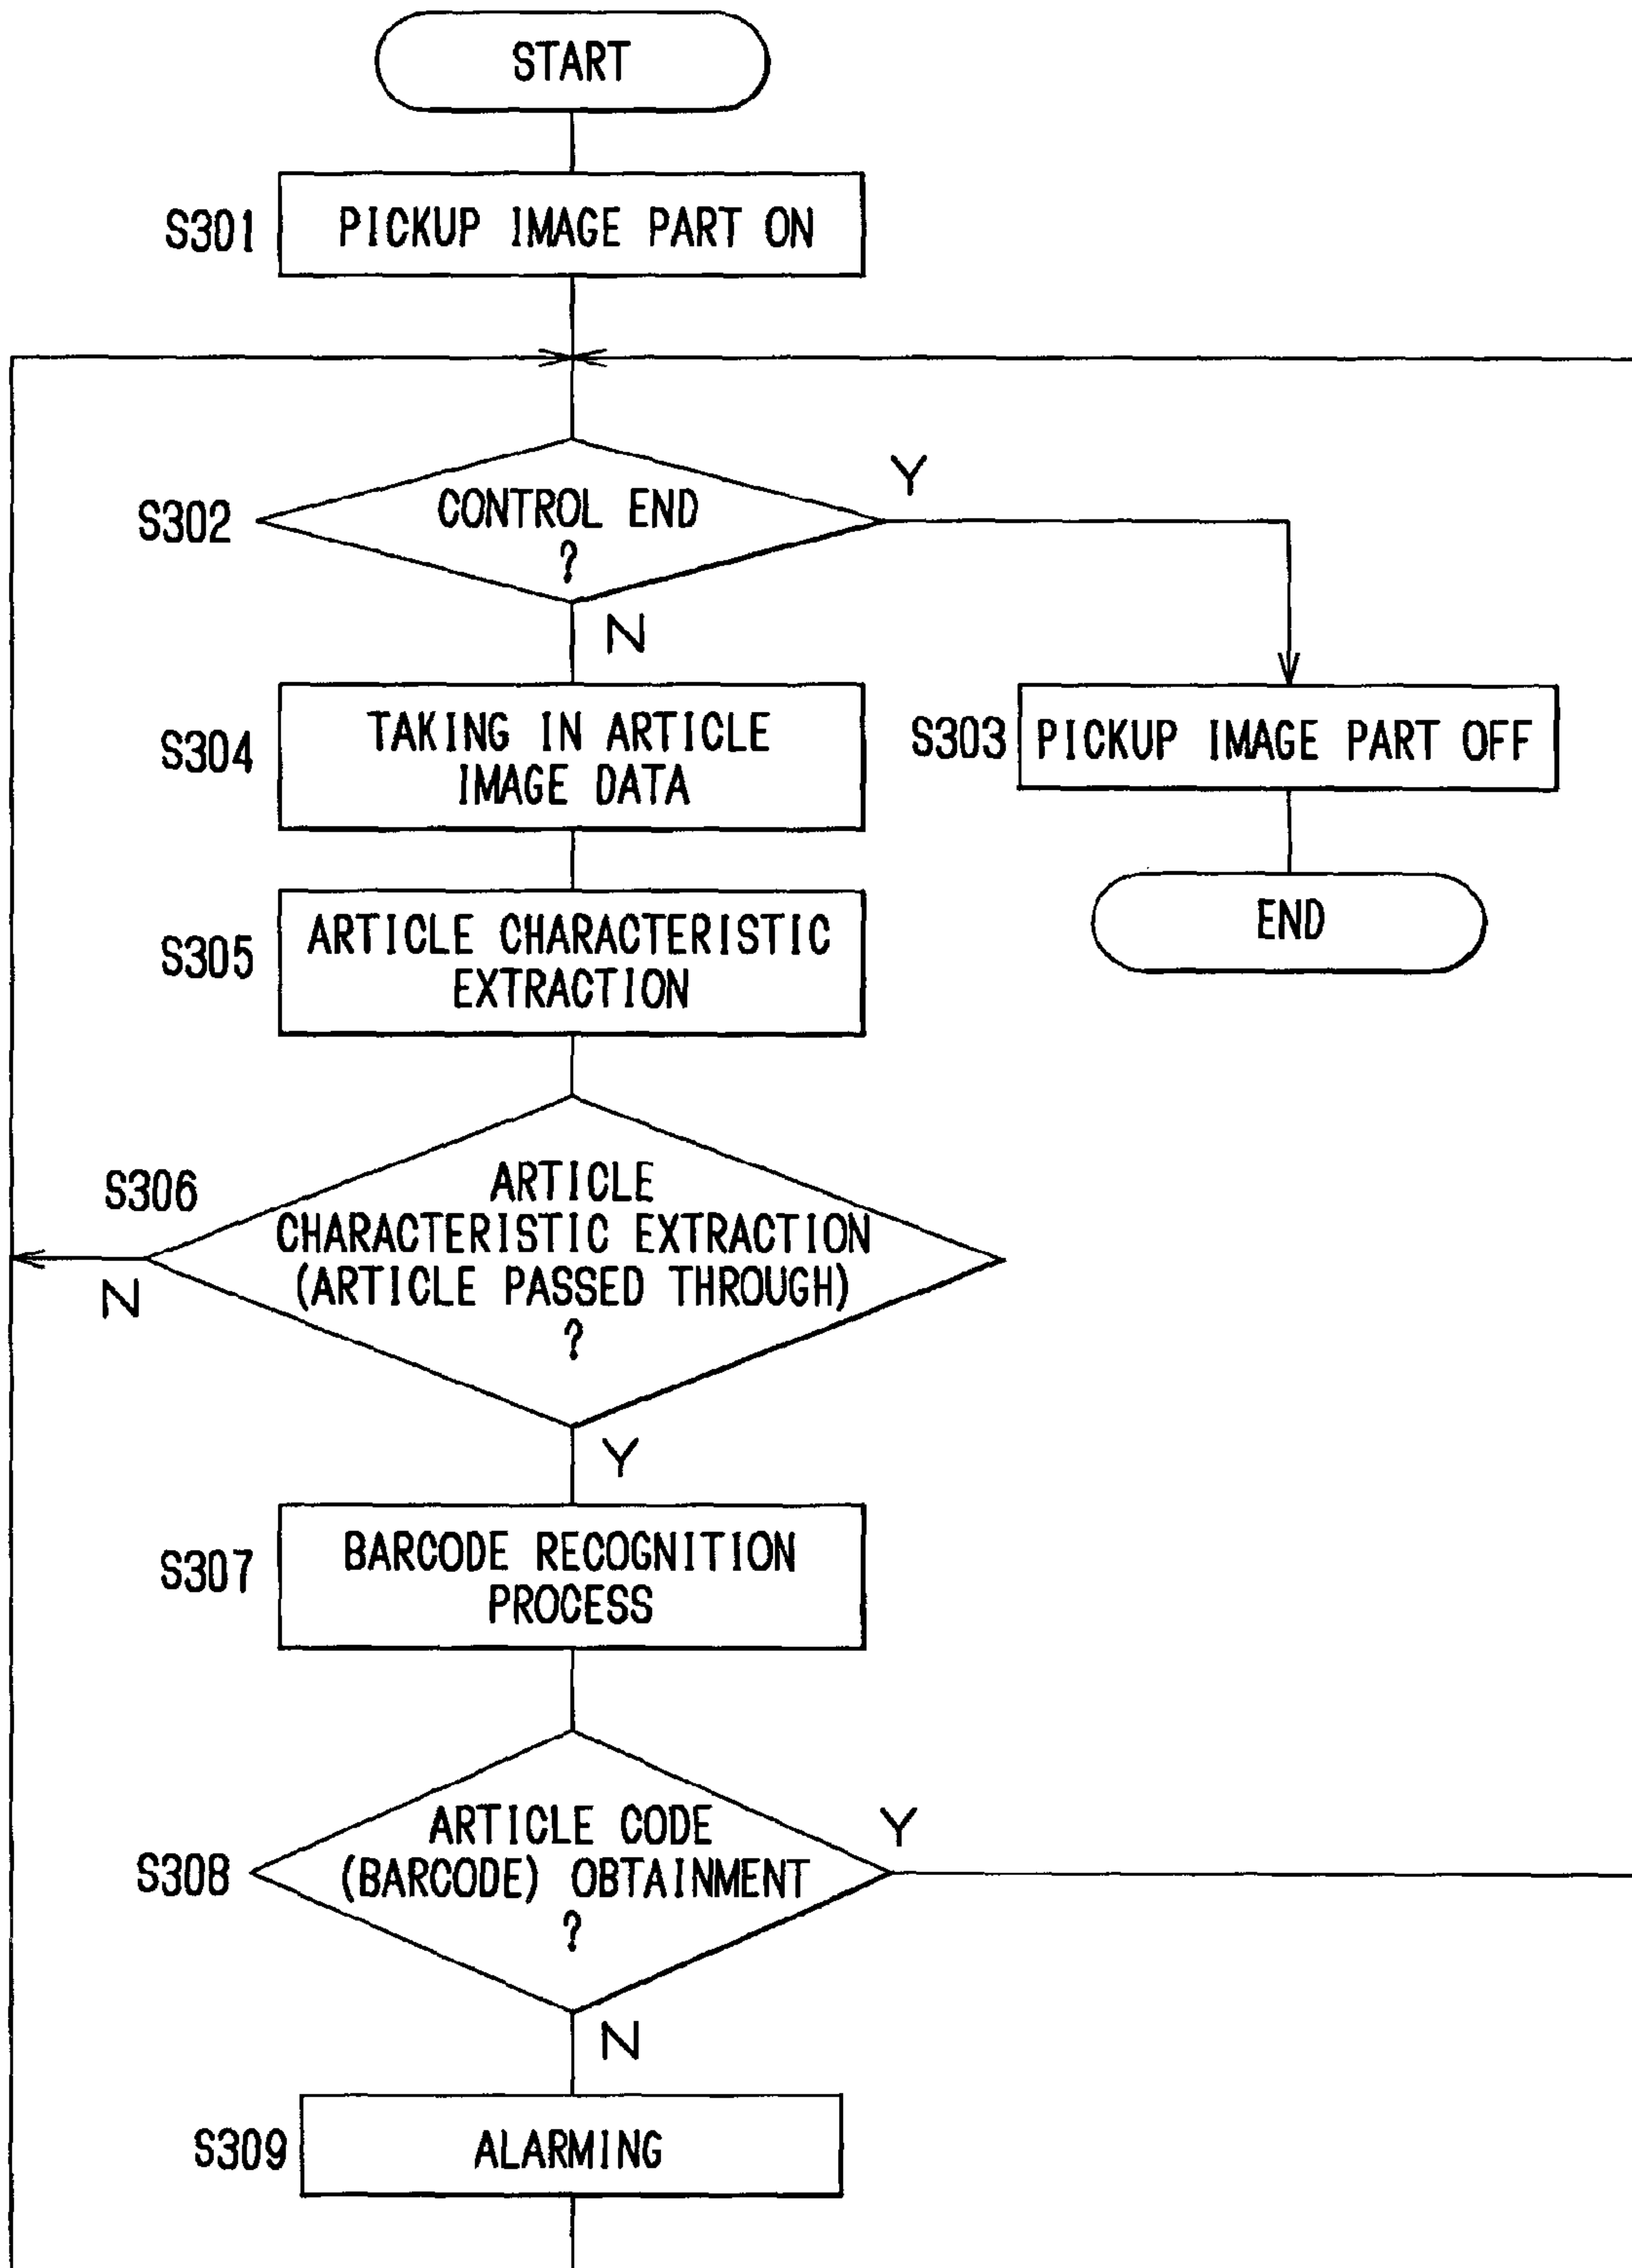 START
S301
PICKUP IMAGE PART ON
S302
CONTROL END
?
Y
N
S304
TAKING IN ARTICLE
IMAGE DATA
S303
PICKUP IMAGE PART OFF
S305
ARTICLE CHARACTERISTIC
EXTRACTION
END
S306
ARTICLE
CHARACTERISTIC EXTRACTION
(ARTICLE PASSED THROUGH)
?
N
Y
S307
BARCODE RECOGNITION
PROCESS
S308
ARTICLE CODE
(BARCODE) OBTAINMENT
?
Y
N
S309
ALARMING